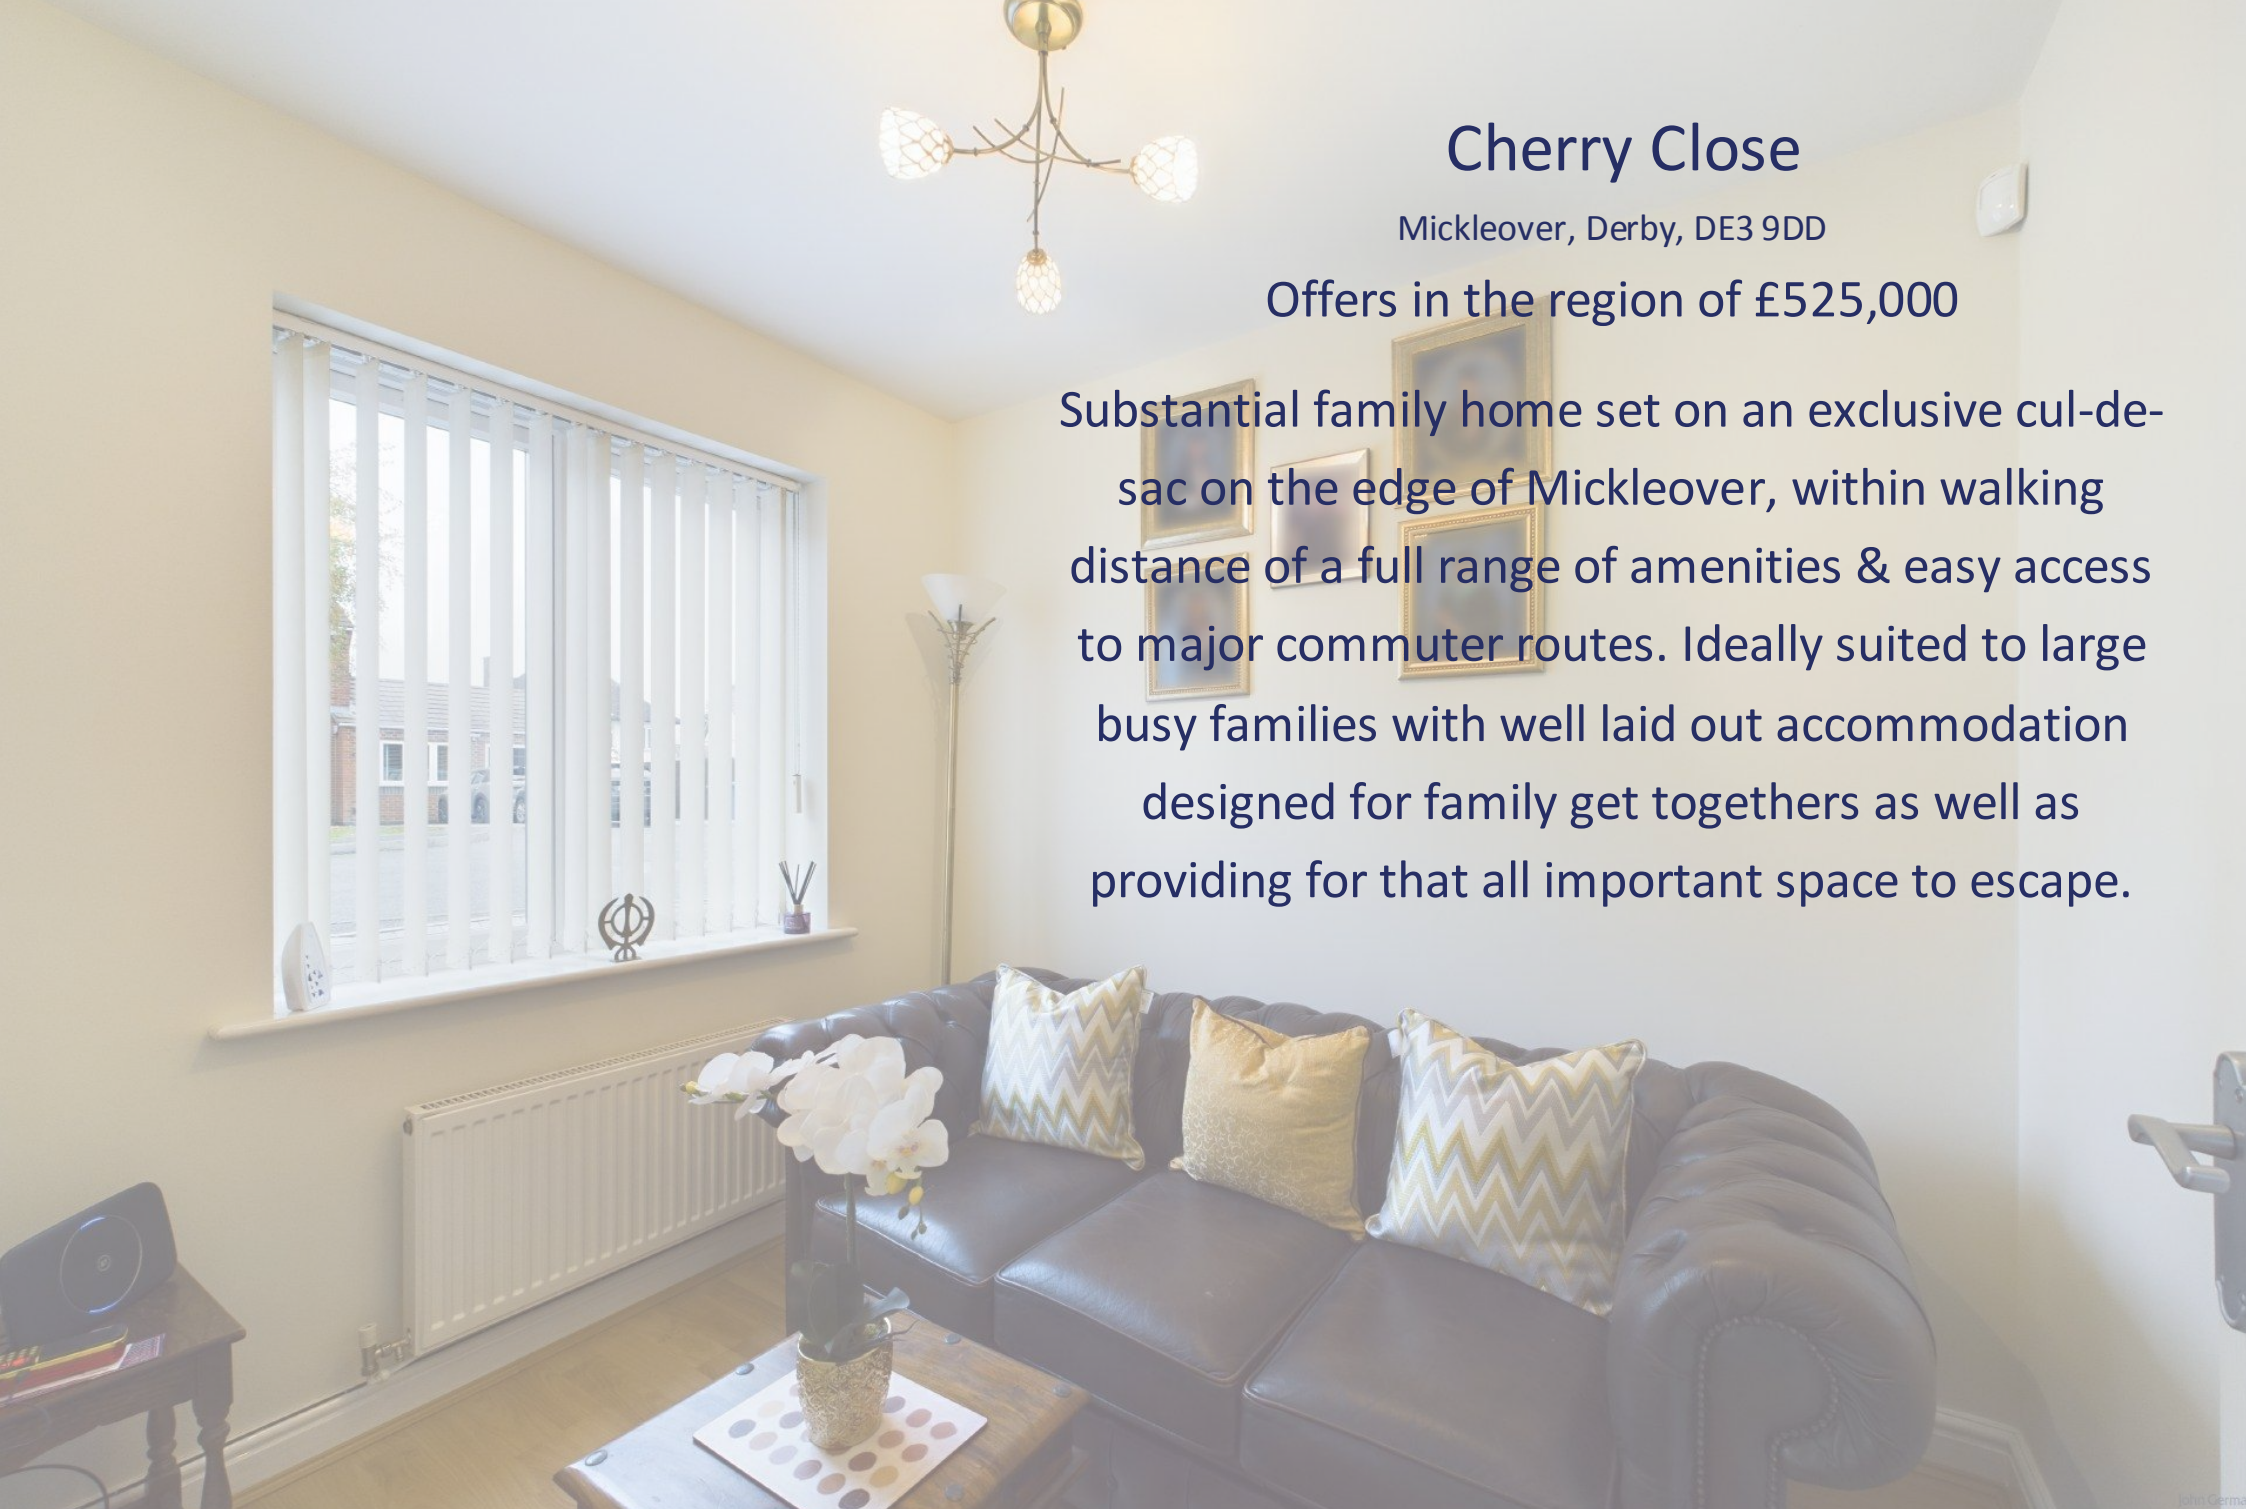 Cherry Close
Mickleover, Derby, DE3 9DD
Offers in the region of £525,000
Substantial family home set on an exclusive cul-de-
sac on the edge of Mickleover, within walking
distance of a full range of amenities & easy access
to major commuter routes. Ideally suited to large
busy families with well laid out accommodation
designed for family get togethers as well as
providing for that all important space to escape.